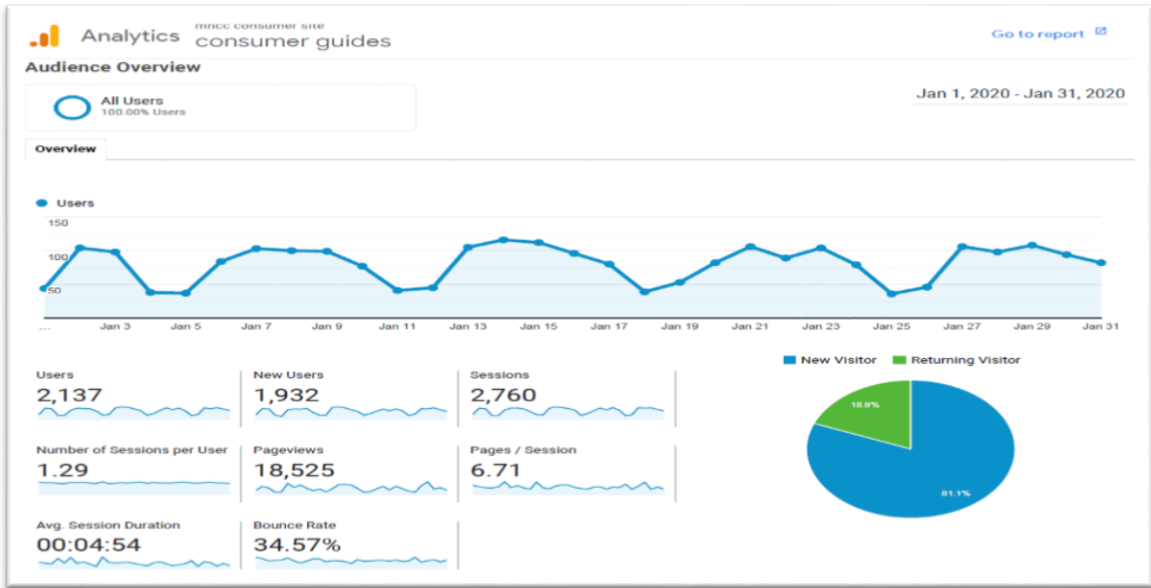 mncc consumer site
Analytics consumer guides
Go to report
Audience Overview
All Users
100.00% Users
Jan 1, 2020 - Jan 31, 2020
Overview
Users
150
100
50
... Jan 3 Jan 5 Jan 7 Jan 9 Jan 11 Jan 13 Jan 15 Jan 17 Jan 19 Jan 21 Jan 23 Jan 25 Jan 27 Jan 29 Jan 31
New Visitor Returning Visitor
Users New Users Sessions
2,137 1,932 2,760
18.9%
Number of Sessions per User Pageviews Pages / Session
1.29 18,525 6.71
81.1%
Avg. Session Duration Bounce Rate
00:04:54 34.57%